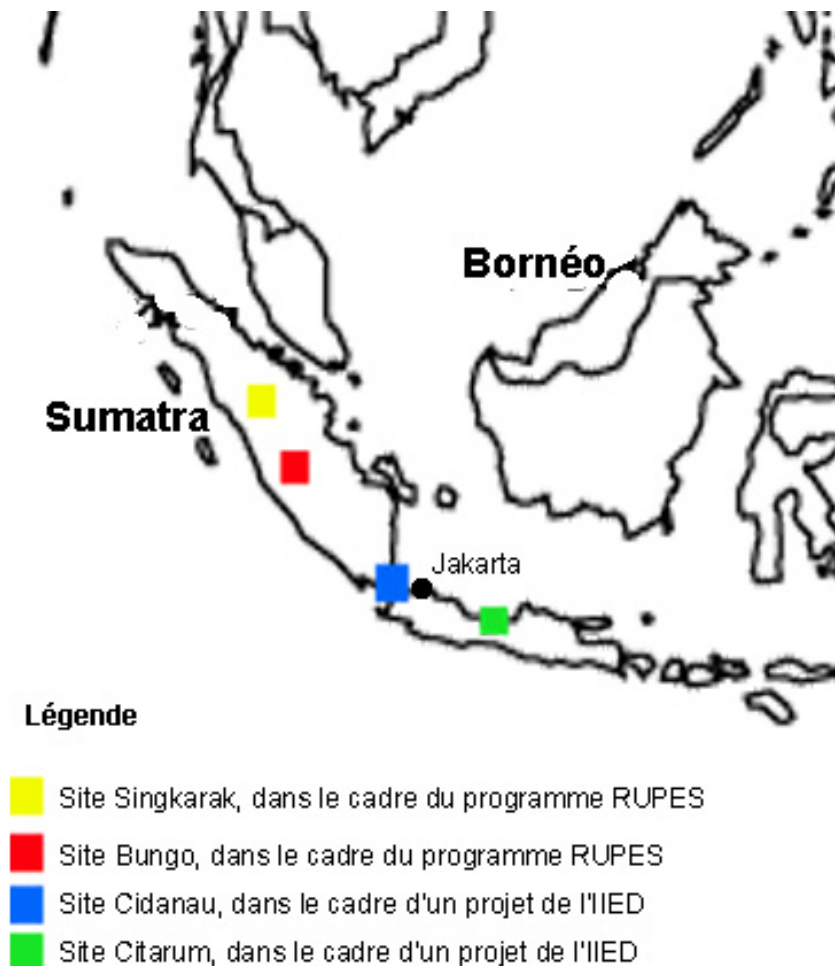 Bornéo
Sumatra
Jakarta
Légende
Site Singkarak, dans le cadre du programme RUPES
Site Bungo, dans le cadre du programme RUPES
Site Cidanau, dans le cadre d'un projet de l'IIED
Site Citarum, dans le cadre d'un projet de l'IIED